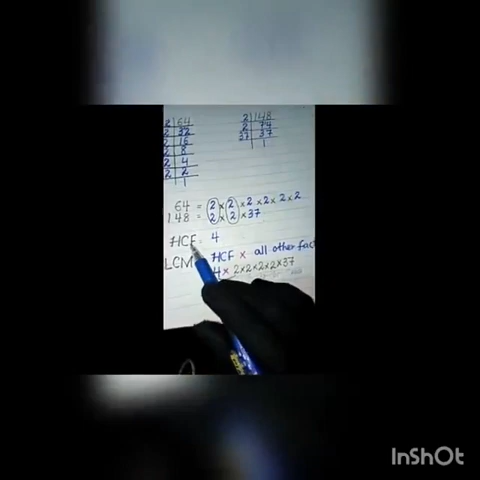 2 64
2 32
2 16
2 8
2 4
2 2
1
2 148
2 74
37 37
1
64 = 2 × 2 × 2 × 2 × 2 × 2
148 = 2 × 2 × 37
HCF = 4
LCM = HCF × all other fact
4 × 2×2×2×2×37
InShOt